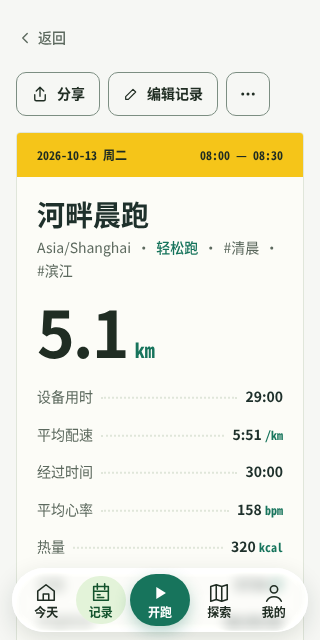 返回
分享 编辑记录 ···
2026-10-13 周二 08:00 — 08:30
河畔晨跑
Asia/Shanghai · 轻松跑 · #清晨 ·
#滨江
5.1 km
设备用时 29:00
平均配速 5:51 /km
经过时间 30:00
平均心率 158 bpm
热量 320 kcal
今天 记录 开跑 探索 我的